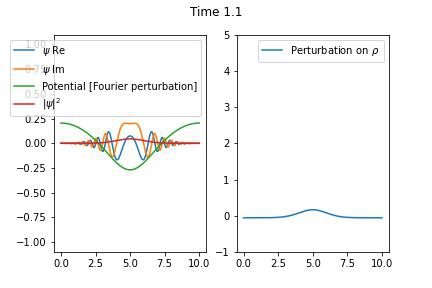 Time 1.1
1.00
0.75
0.50
0.25
0.00
−0.25
−0.50
−0.75
−1.00
ψ Re
ψ Im
Potential [Fourier perturbation]
|ψ|²
0.0 2.5 5.0 7.5 10.0
5
4
3
2
1
0
−1
Perturbation on ρ
0.0 2.5 5.0 7.5 10.0